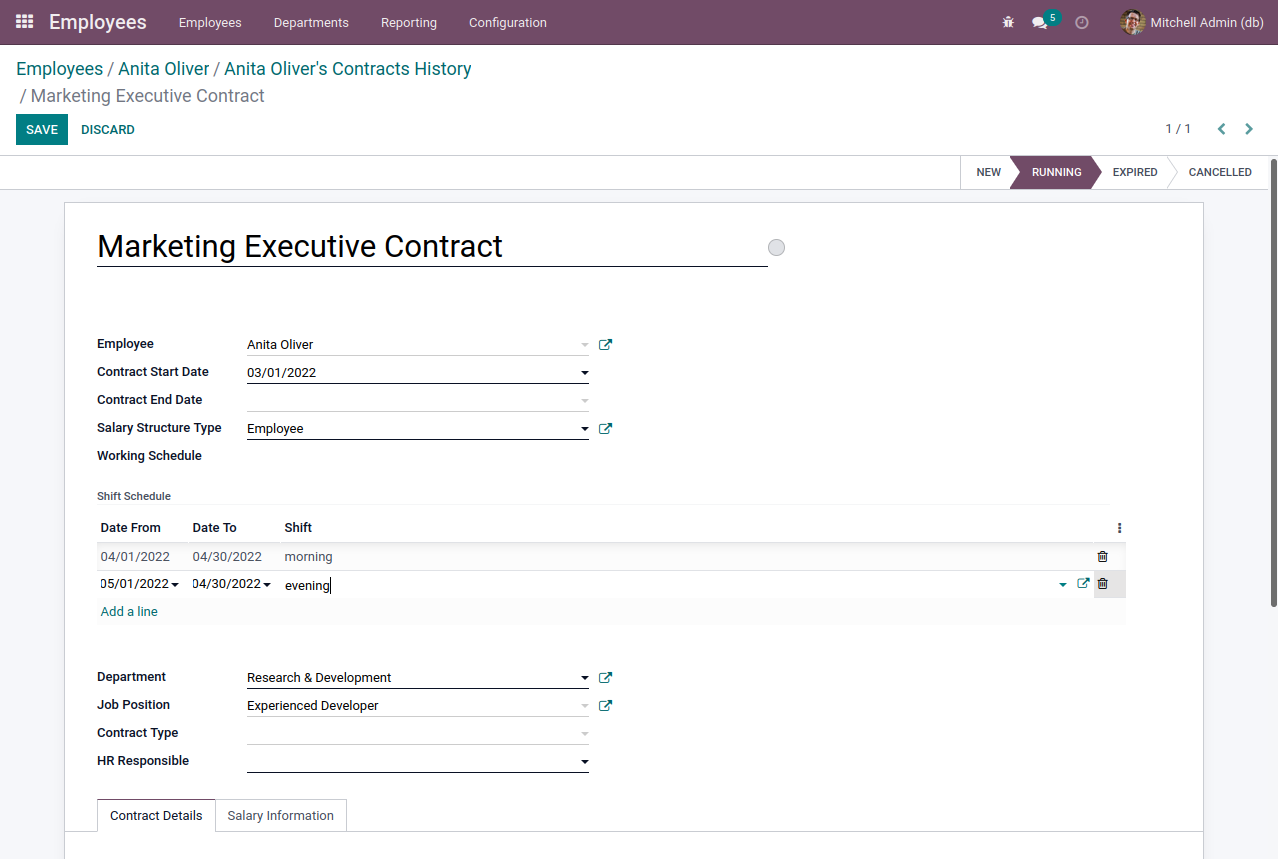 Employees Employees Departments Reporting Configuration 5 Mitchell Admin (db)
Employees / Anita Oliver / Anita Oliver's Contracts History
/ Marketing Executive Contract
SAVE DISCARD 1 / 1
NEW RUNNING EXPIRED CANCELLED
Marketing Executive Contract
Employee Anita Oliver
Contract Start Date 03/01/2022
Contract End Date
Salary Structure Type Employee
Working Schedule
Shift Schedule
Date From Date To Shift
04/01/2022 04/30/2022 morning
05/01/2022 04/30/2022 evening
Add a line
Department Research & Development
Job Position Experienced Developer
Contract Type
HR Responsible
Contract Details Salary Information